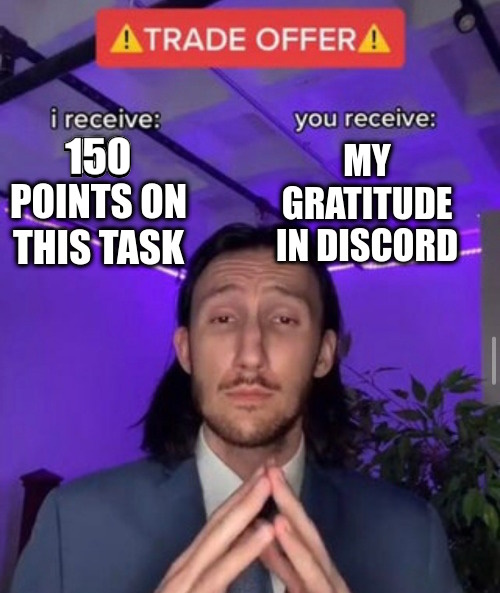 ⚠TRADE OFFER⚠
i receive:
you receive:
150
POINTS ON
THIS TASK
MY
GRATITUDE
IN DISCORD